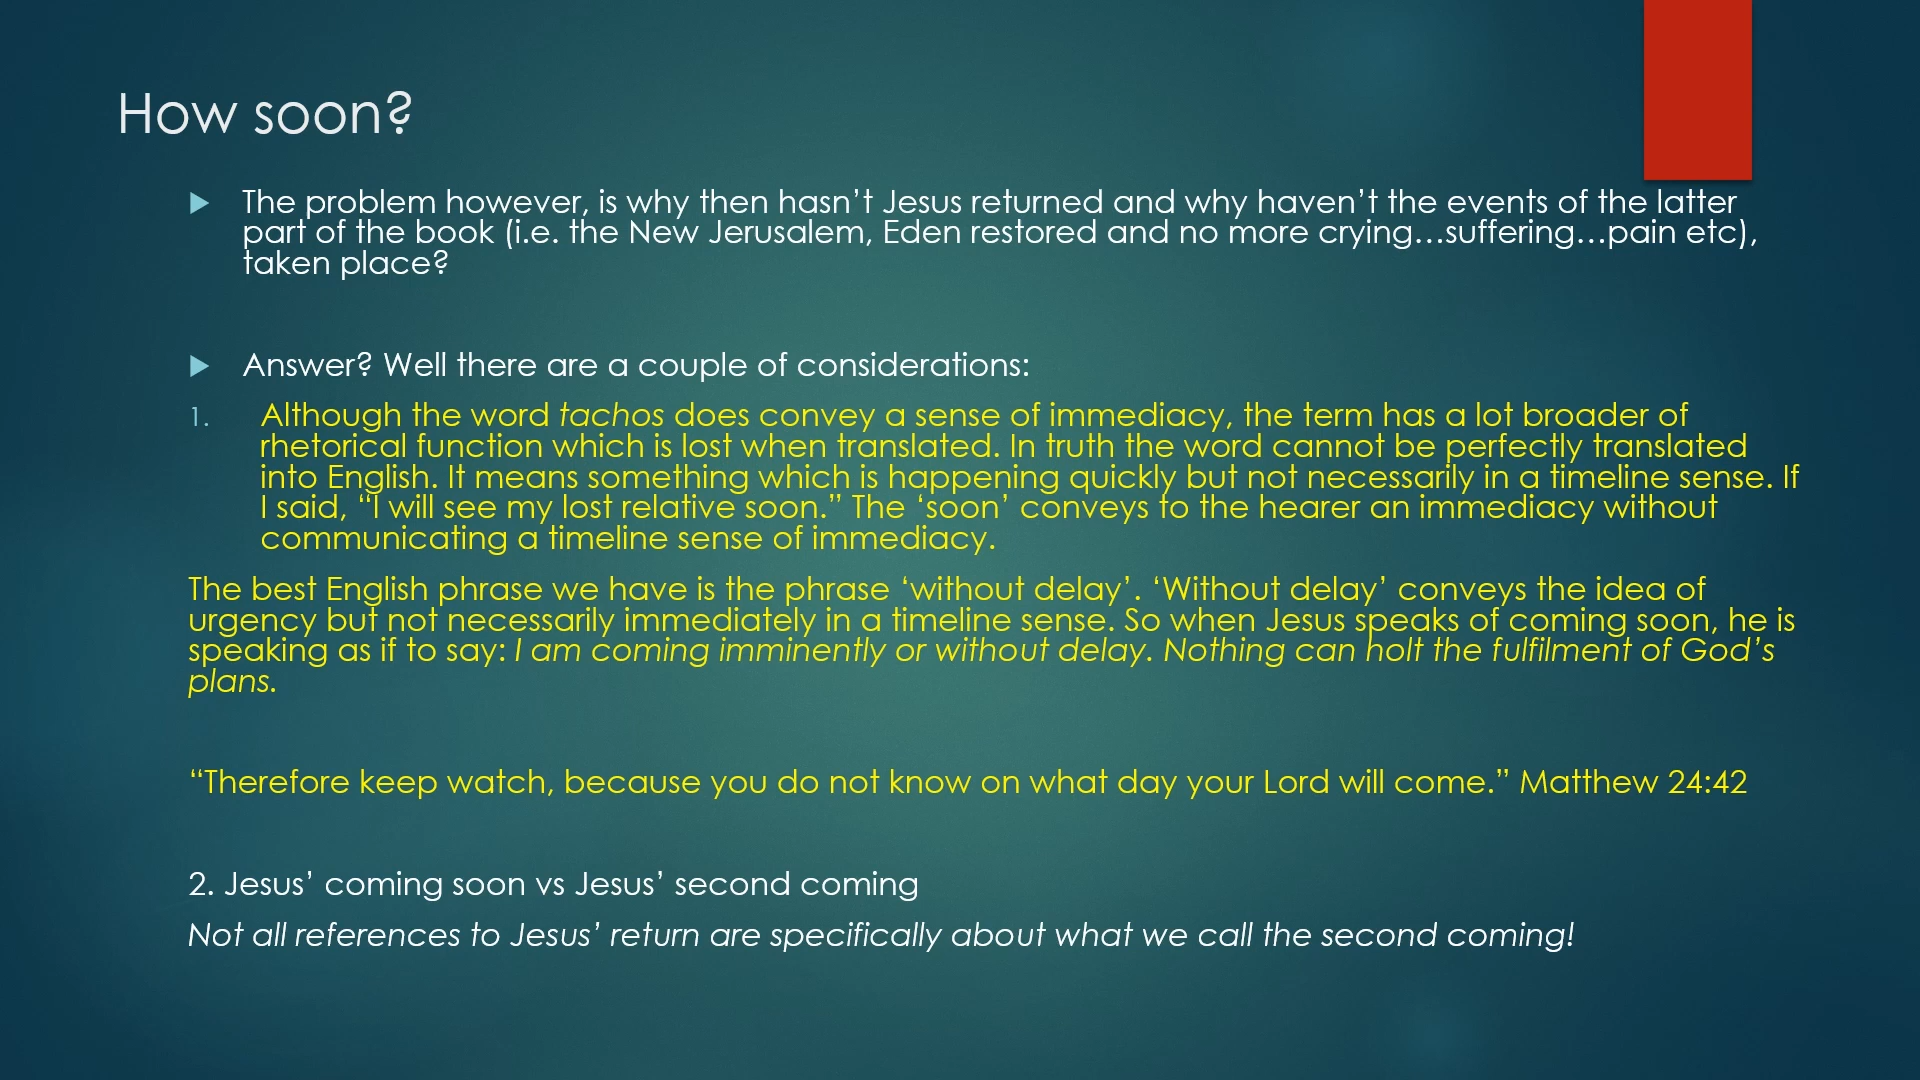 How soon?
The problem however, is why then hasn’t Jesus returned and why haven’t the events of the latter
part of the book (i.e. the New Jerusalem, Eden restored and no more crying…suffering…pain etc),
taken place?
Answer? Well there are a couple of considerations:
1. Although the word tachos does convey a sense of immediacy, the term has a lot broader of
rhetorical function which is lost when translated. In truth the word cannot be perfectly translated
into English. It means something which is happening quickly but not necessarily in a timeline sense. If
I said, “I will see my lost relative soon.” The ‘soon’ conveys to the hearer an immediacy without
communicating a timeline sense of immediacy.
The best English phrase we have is the phrase ‘without delay’. ‘Without delay’ conveys the idea of
urgency but not necessarily immediately in a timeline sense. So when Jesus speaks of coming soon, he is
speaking as if to say: I am coming imminently or without delay. Nothing can holt the fulfilment of God’s
plans.
“Therefore keep watch, because you do not know on what day your Lord will come.” Matthew 24:42
2. Jesus’ coming soon vs Jesus’ second coming
Not all references to Jesus’ return are specifically about what we call the second coming!